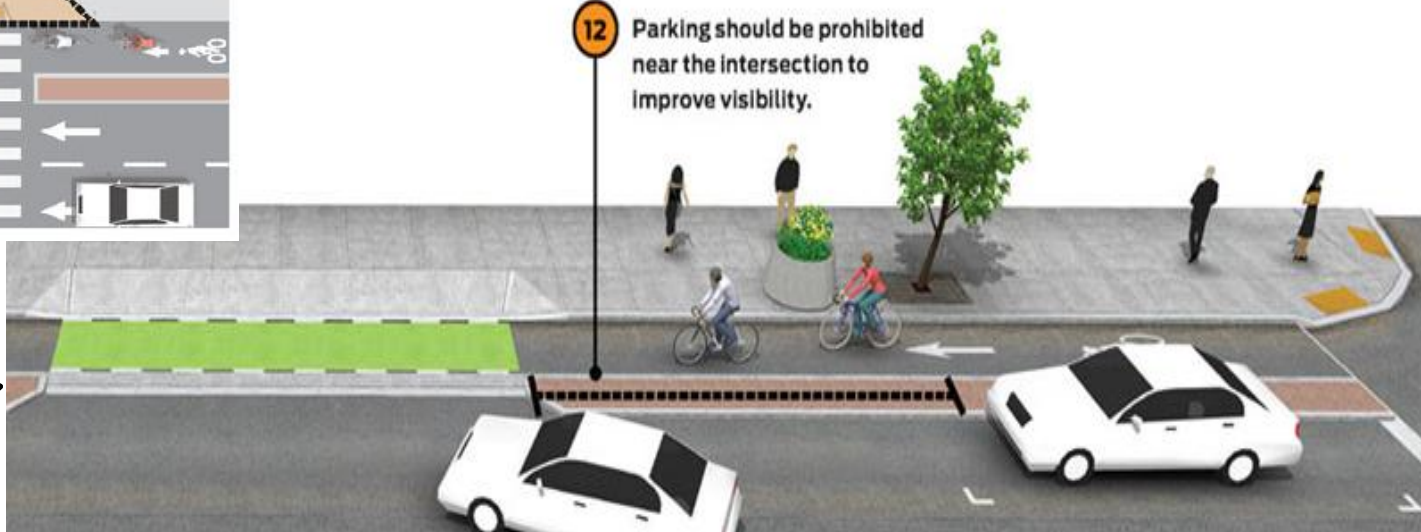 12 Parking should be prohibited
near the intersection to
improve visibility.